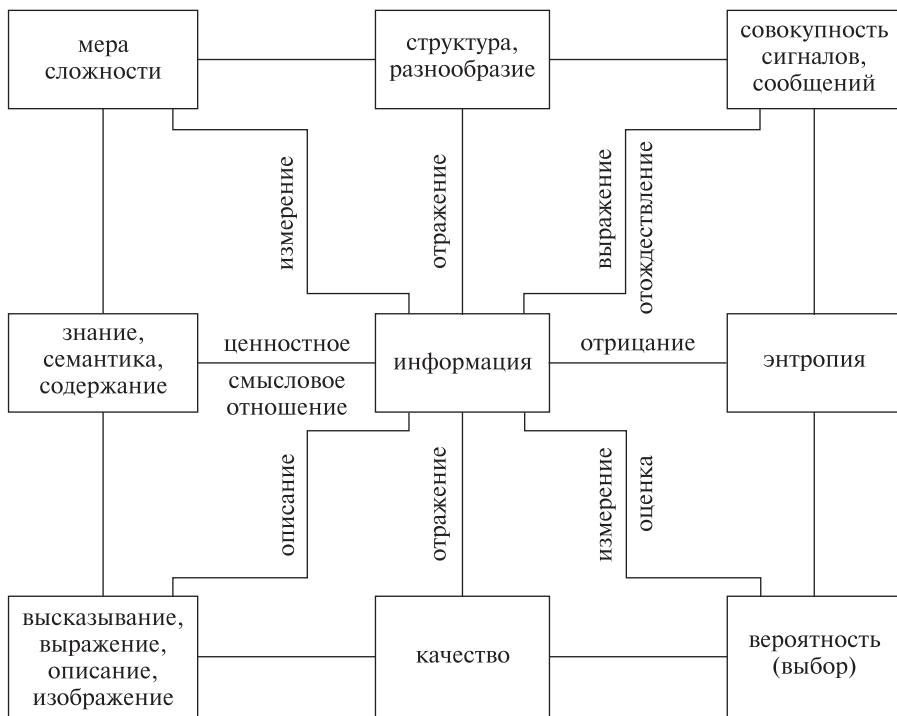 мера
сложности
структура,
разнообразие
совокупность
сигналов,
сообщений
измерение
отражение
выражение
отождествление
знание,
семантика,
содержание
ценностное
смысловое
отношение
информация
отрицание
энтропия
описание
отражение
измерение
оценка
высказывание,
выражение,
описание,
изображение
качество
вероятность
(выбор)